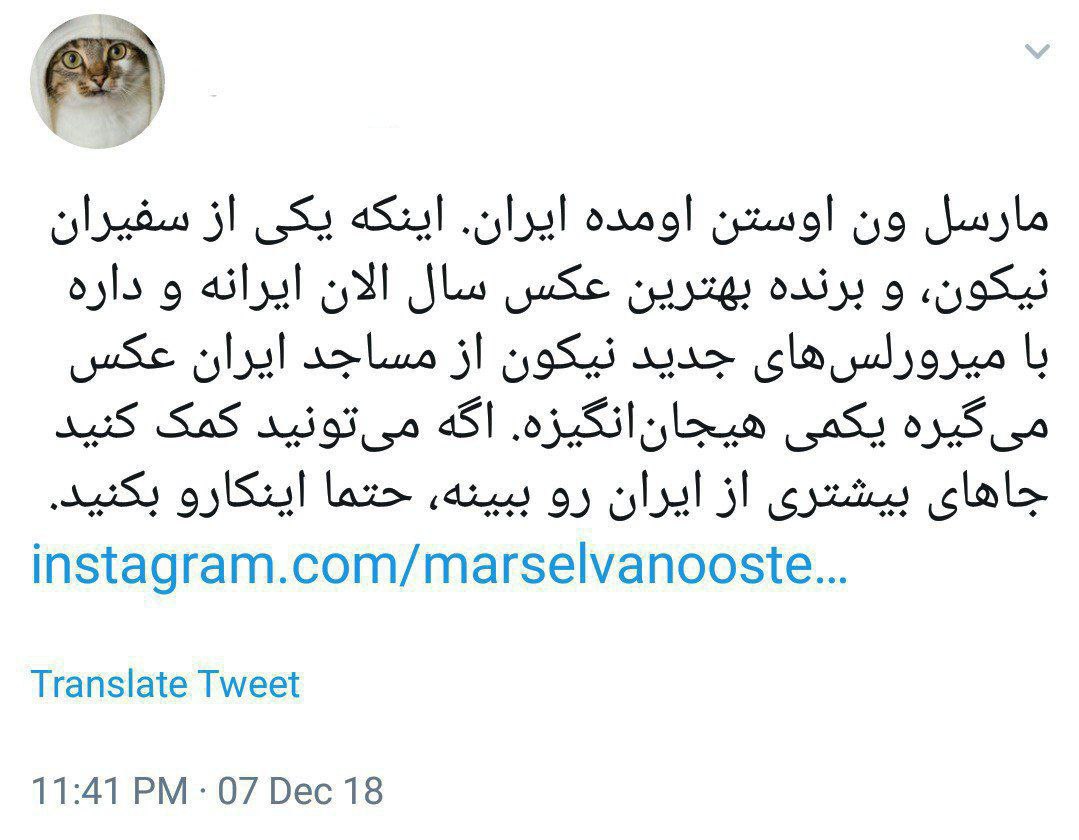 مارسل ون اوستن اومده ایران. اینکه یکی از سفیران
نیکون، و برنده بهترین عکس سال الان ایرانه و داره
با میرورلس‌های جدید نیکون از مساجد ایران عکس
می‌گیره یکمی هیجان‌انگیزه. اگه می‌تونید کمک کنید
جاهای بیشتری از ایران رو ببینه، حتما اینکارو بکنید.
instagram.com/marselvanooste…
Translate Tweet
11:41 PM · 07 Dec 18